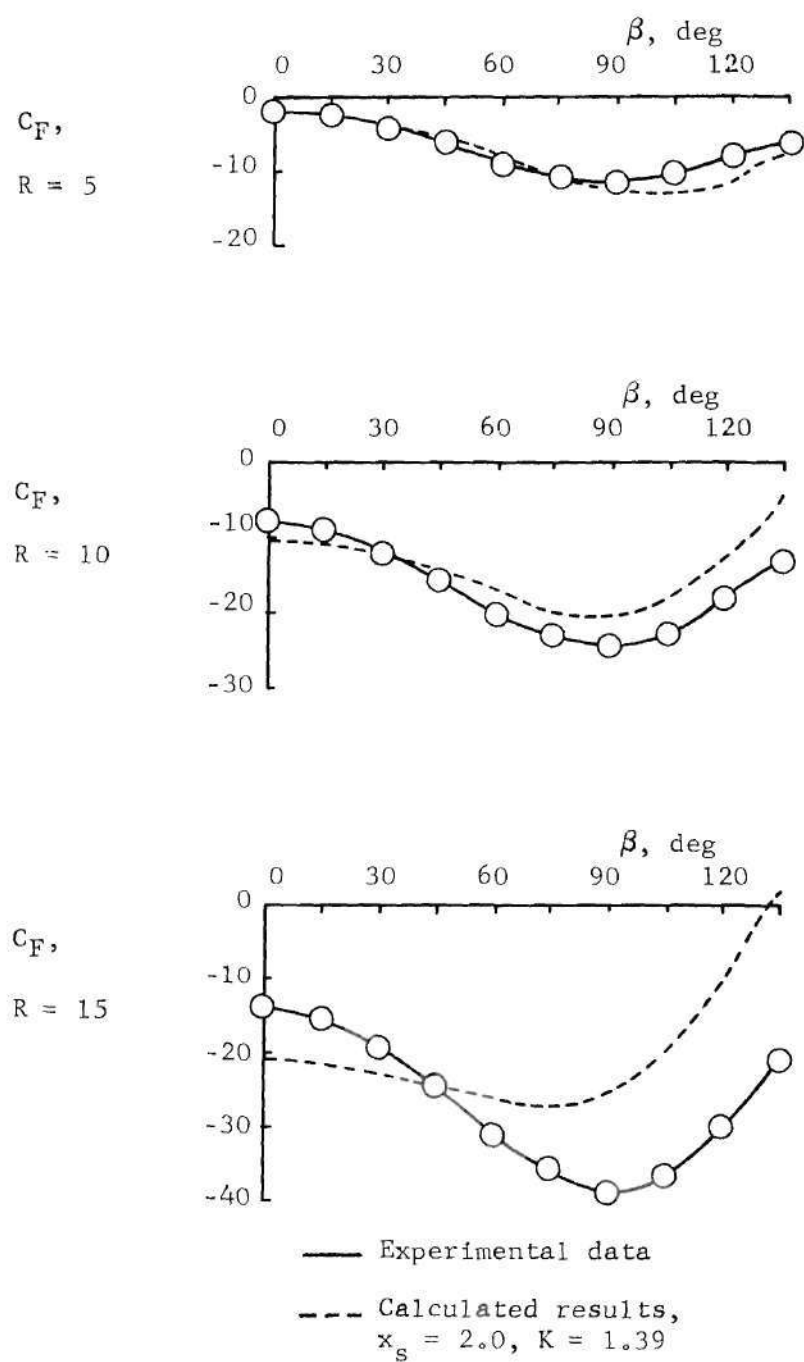 β, deg
0 30 60 90 120
0
C_F,
-10
R = 5
-20
β, deg
0 30 60 90 120
0
C_F,
-10
R = 10
-20
-30
β, deg
0 30 60 90 120
0
C_F,
-10
R = 15
-20
-30
-40
Experimental data
Calculated results,
x_s = 2.0, K = 1.39